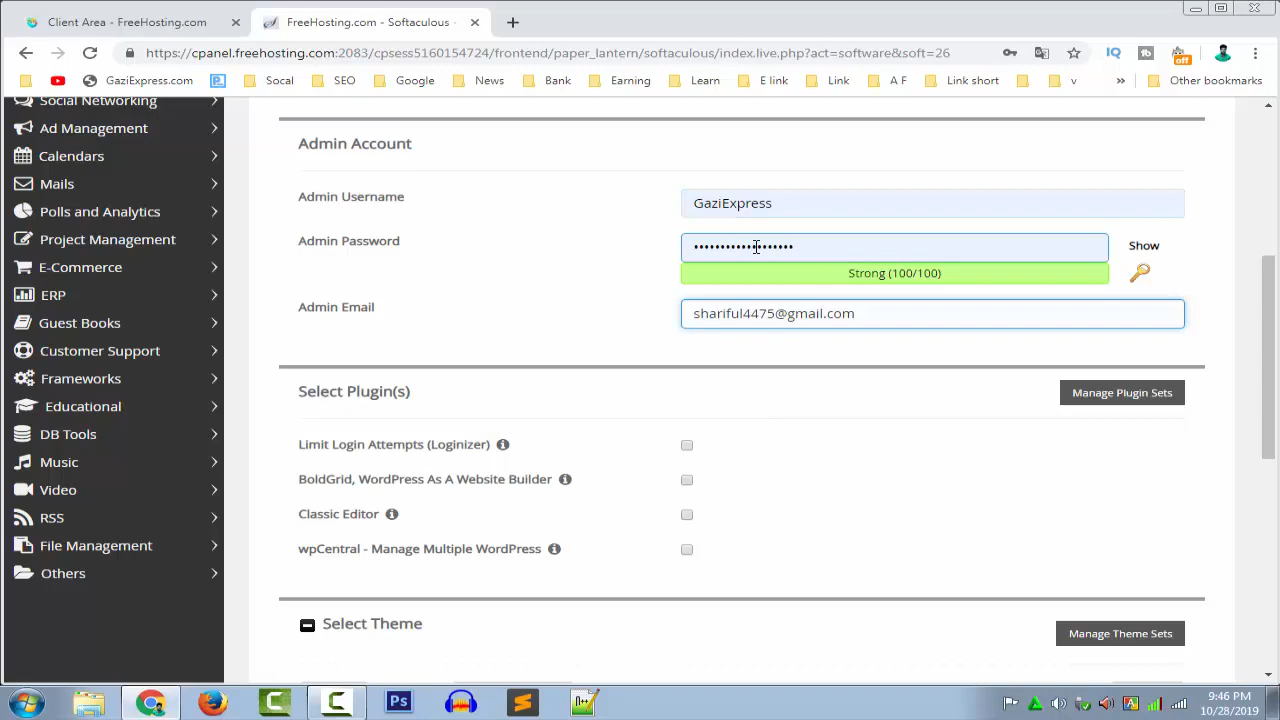 Client Area - FreeHosting.com
FreeHosting.com - Softaculous -
https://cpanel.freehosting.com:2083/cpsess5160154724/frontend/paper_lantern/softaculous/index.live.php?act=software&soft=26
IQ
tb
off
GaziExpress.com
Socal
SEO
Google
News
Bank
Earning
Learn
link
Link
A F
Link short
v
»
Other bookmarks
Social Networking
Ad Management
Calendars
Mails
Polls and Analytics
Project Management
E-Commerce
ERP
Guest Books
Customer Support
Frameworks
Educational
DB Tools
Music
Video
RSS
File Management
Others
Admin Account
Admin Username
GaziExpress
Admin Password
•••••••••••••••••••
Show
Strong (100/100)
Admin Email
shariful4475@gmail.com
Select Plugin(s)
Manage Plugin Sets
Limit Login Attempts (Loginizer)
BoldGrid, WordPress As A Website Builder
Classic Editor
wpCentral - Manage Multiple WordPress
Select Theme
Manage Theme Sets
Ps
9:46 PM
10/28/2019